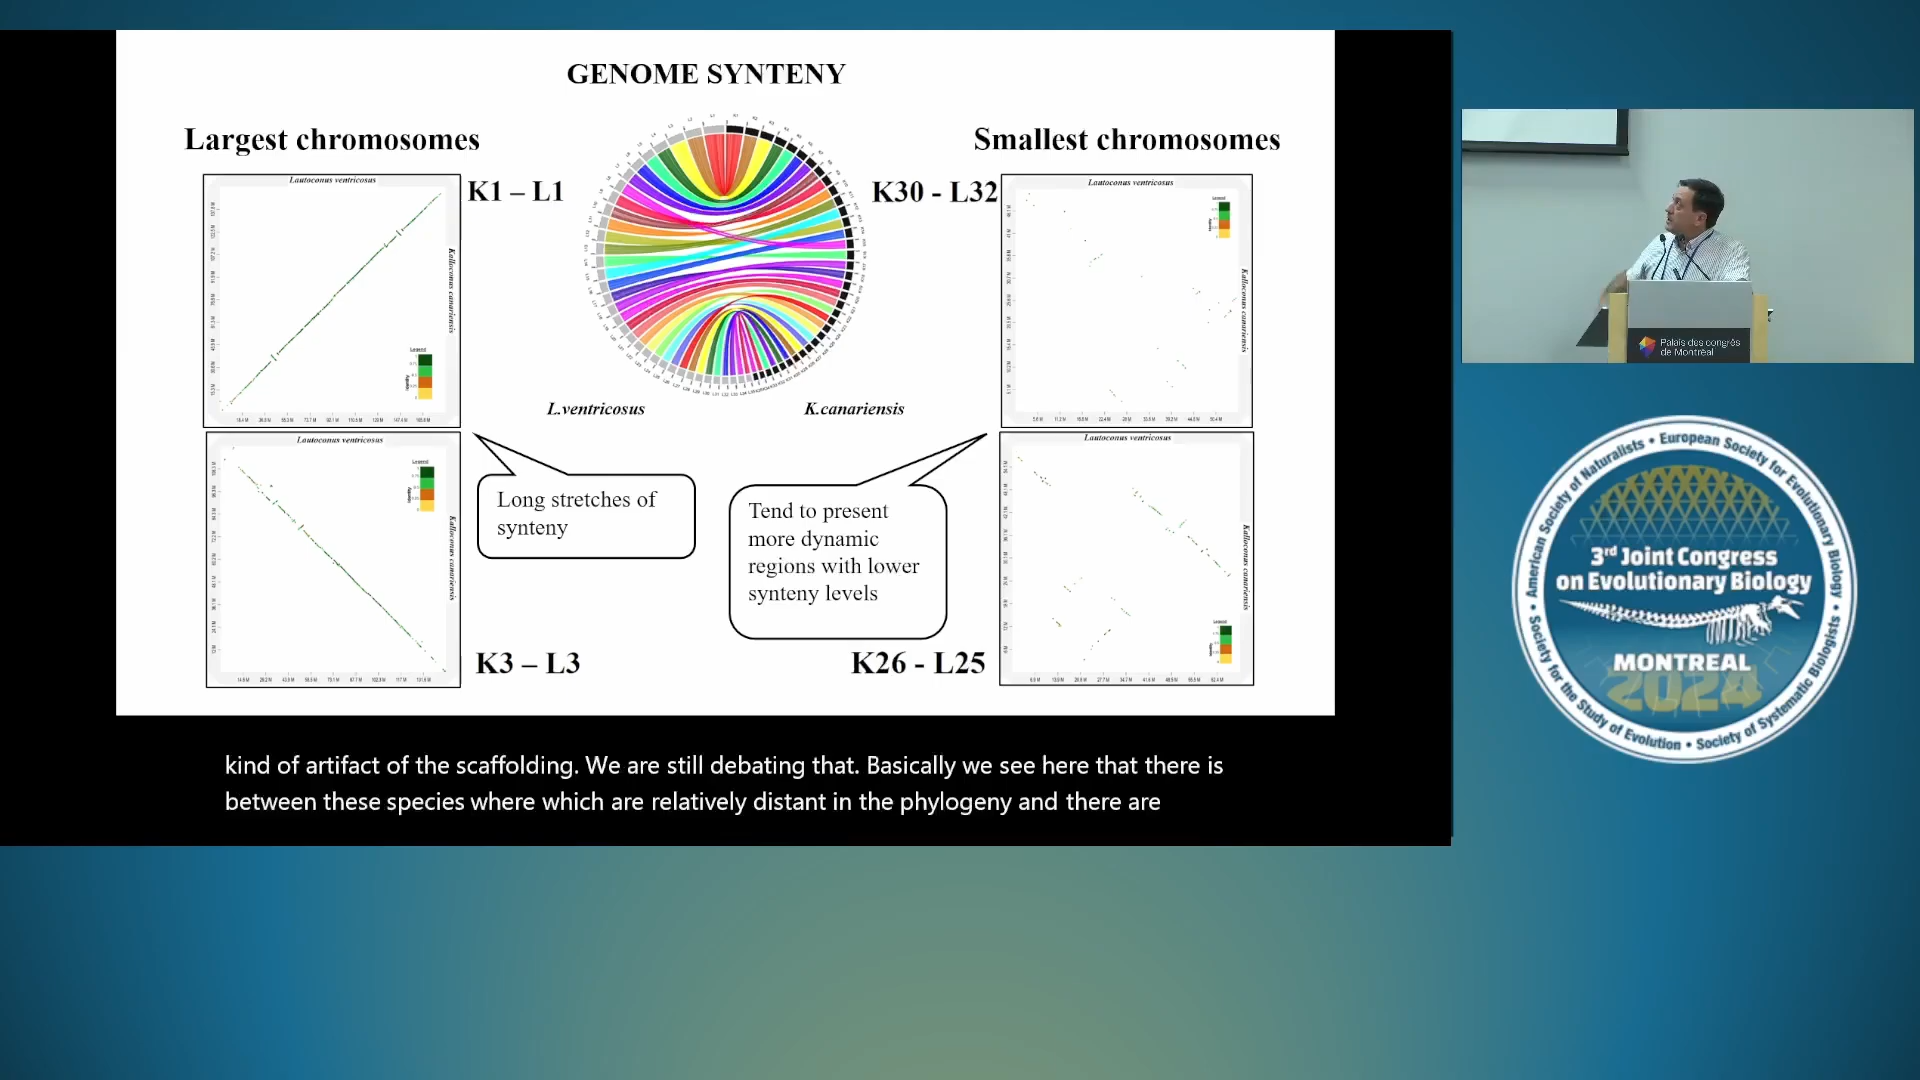 GENOME SYNTENY
Largest chromosomes
Smallest chromosomes
K1 – L1
K30 - L32
Lautoconus ventricosus
Kalloconus canariensis
Lautoconus ventricosus
Kalloconus canariensis
L.ventricosus
K.canariensis
Lautoconus ventricosus
Kalloconus canariensis
Lautoconus ventricosus
Kalloconus canariensis
Long stretches of
synteny
Tend to present
more dynamic
regions with lower
synteny levels
K3 – L3
K26 - L25
kind of artifact of the scaffolding. We are still debating that. Basically we see here that there is
between these species where which are relatively distant in the phylogeny and there are
Palais des congrès
de Montréal
American Society of Naturalists • European Society for Evolutionary Biology • Society of Systematic Biologists • Society for the Study of Evolution •
3rd Joint Congress
on Evolutionary Biology
MONTREAL
2024